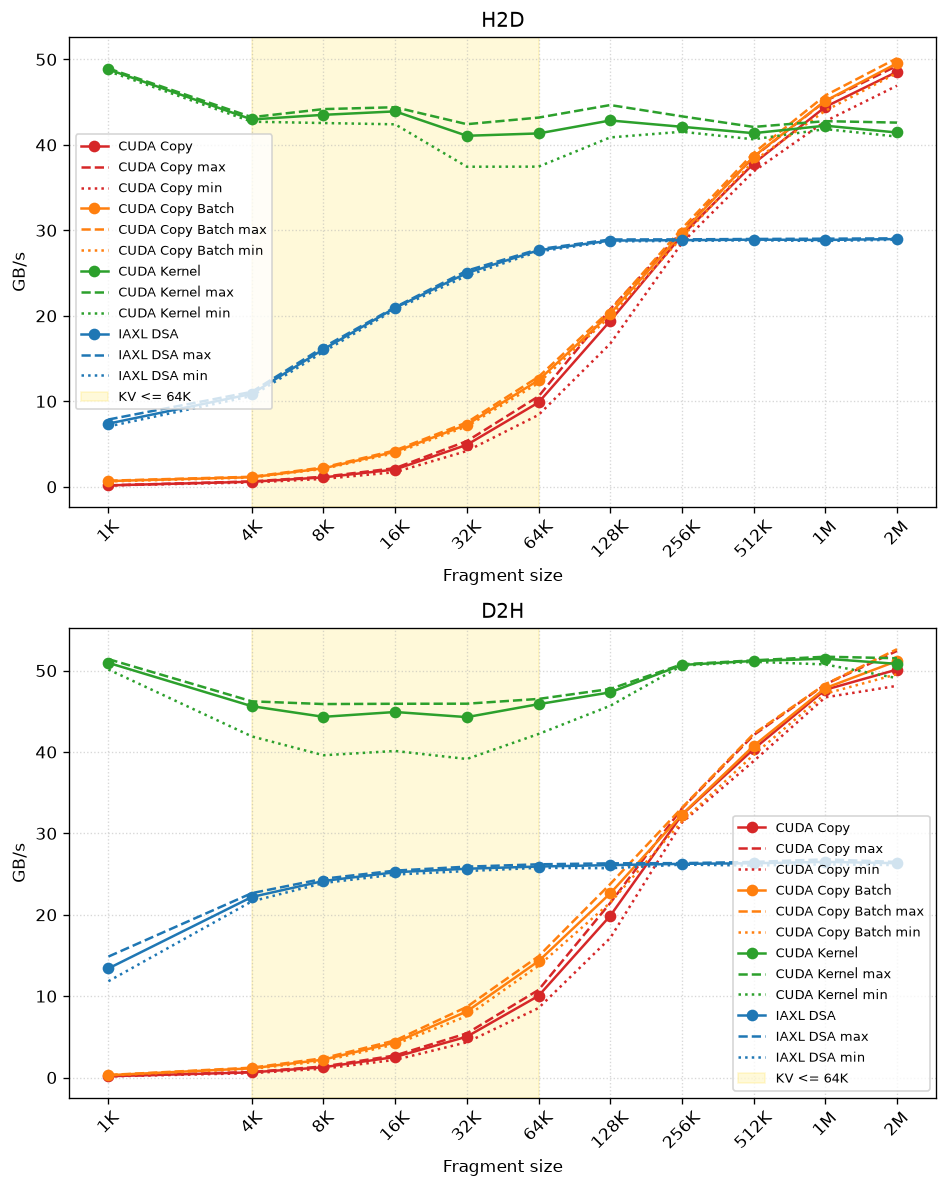 H2D
50
40
30
20
10
0
GB/s
CUDA Copy
CUDA Copy max
CUDA Copy min
CUDA Copy Batch
CUDA Copy Batch max
CUDA Copy Batch min
CUDA Kernel
CUDA Kernel max
CUDA Kernel min
IAXL DSA
IAXL DSA max
IAXL DSA min
KV <= 64K
1K 4K 8K 16K 32K 64K 128K 256K 512K 1M 2M
Fragment size
D2H
50
40
30
20
10
0
GB/s
CUDA Copy
CUDA Copy max
CUDA Copy min
CUDA Copy Batch
CUDA Copy Batch max
CUDA Copy Batch min
CUDA Kernel
CUDA Kernel max
CUDA Kernel min
IAXL DSA
IAXL DSA max
IAXL DSA min
KV <= 64K
1K 4K 8K 16K 32K 64K 128K 256K 512K 1M 2M
Fragment size